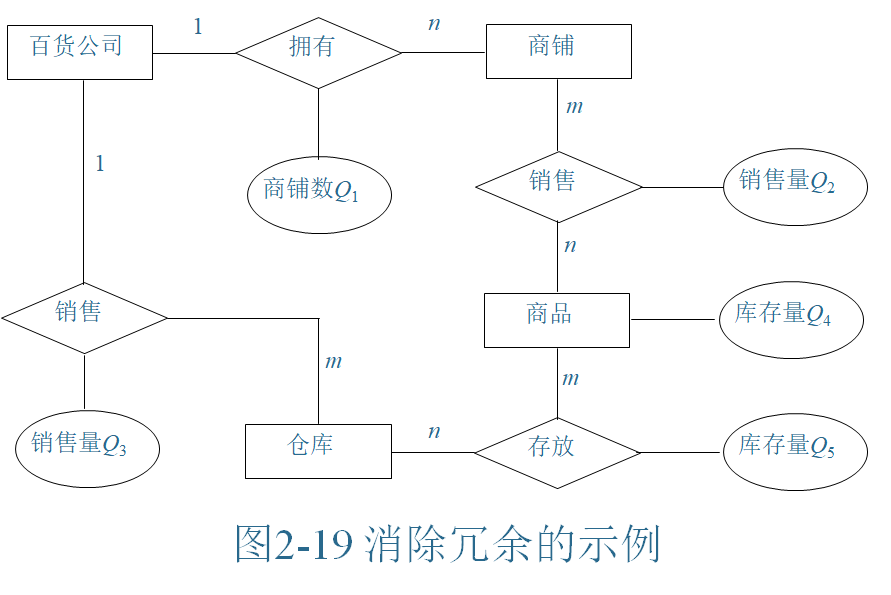 百货公司
1
拥有
n
商铺
m
1
商铺数Q1
销售
销售量Q2
n
销售
商品
库存量Q4
m
m
销售量Q3
仓库
n
存放
库存量Q5
图2-19 消除冗余的示例